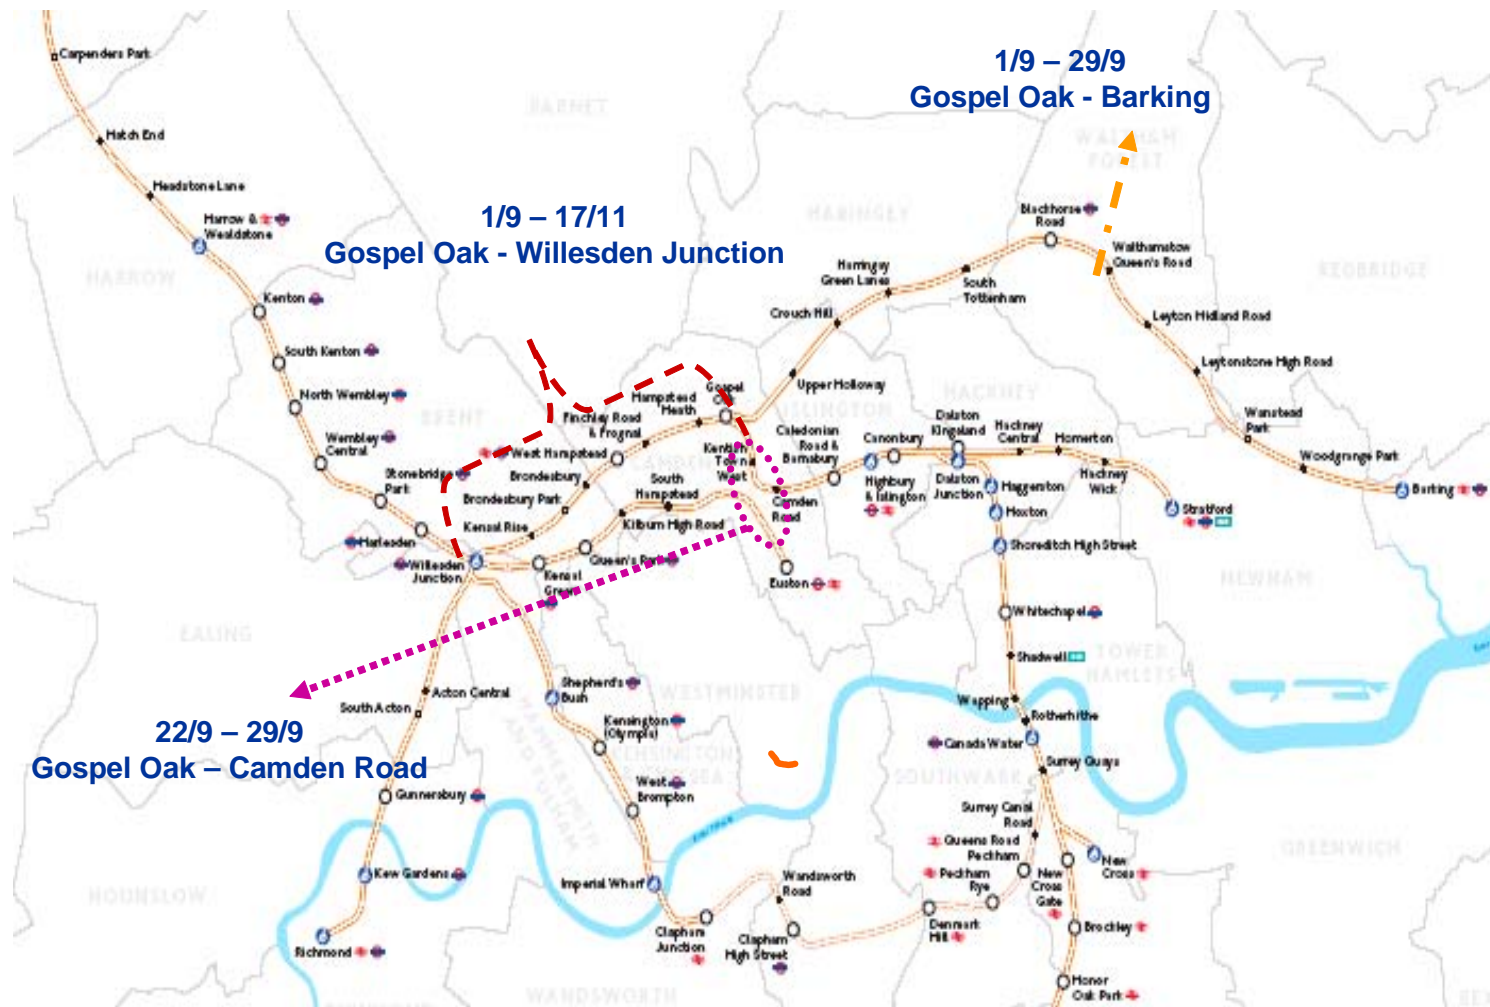 Carpenders Park
Hatch End
Headstone Lane
Harrow &
Wealdstone
Kenton
South Kenton
North Wembley
Wembley
Central
Stonebridge
Park
Harlesden
Willesden
Junction
1/9 – 29/9
Gospel Oak - Barking
1/9 – 17/11
Gospel Oak - Willesden Junction
22/9 – 29/9
Gospel Oak – Camden Road
BARNET
HARROW
BRENT
HARINGEY
WALTHAM
FOREST
REDBRIDGE
HACKNEY
ISLINGTON
CAMDEN
EALING
HOUNSLOW
HAMMERSMITH
AND FULHAM
WESTMINSTER
KENSINGTON
SOUTHWARK
TOWER
HAMLETS
NEWHAM
GREENWICH
WANDSWORTH
Kensal Rise
Brondesbury Park
Brondesbury
West Hampstead
Finchley Road
& Frognal
Hampstead
Heath
Gospel
Oak
Kentish
Town
West
Camden
Road
Caledonian
Road &
Barnsbury
Highbury
& Islington
Canonbury
Dalston
Kingsland
Dalston
Junction
Hackney
Central
Homerton
Hackney
Wick
Stratford
Upper Holloway
Crouch Hill
Harringay
Green Lanes
South
Tottenham
Blackhorse
Road
Walthamstow
Queen's Road
Leyton Midland Road
Leytonstone High Road
Wanstead
Park
Woodgrange Park
Barking
Kensal
Green
Queen's Park
Kilburn High Road
South
Hampstead
Euston
Haggerston
Hoxton
Shoreditch High Street
Whitechapel
Shadwell
Wapping
Rotherhithe
Canada Water
Surrey Quays
Surrey Canal
Road
Queens Road
Peckham
Peckham
Rye
Denmark
Hill
New
Cross
Gate
New
Cross
Brockley
Honor
Oak Park
Acton Central
South Acton
Gunnersbury
Kew Gardens
Richmond
Shepherd's
Bush
Kensington
(Olympia)
West
Brompton
Imperial Wharf
Clapham
Junction
Wandsworth
Road
Clapham
High Street